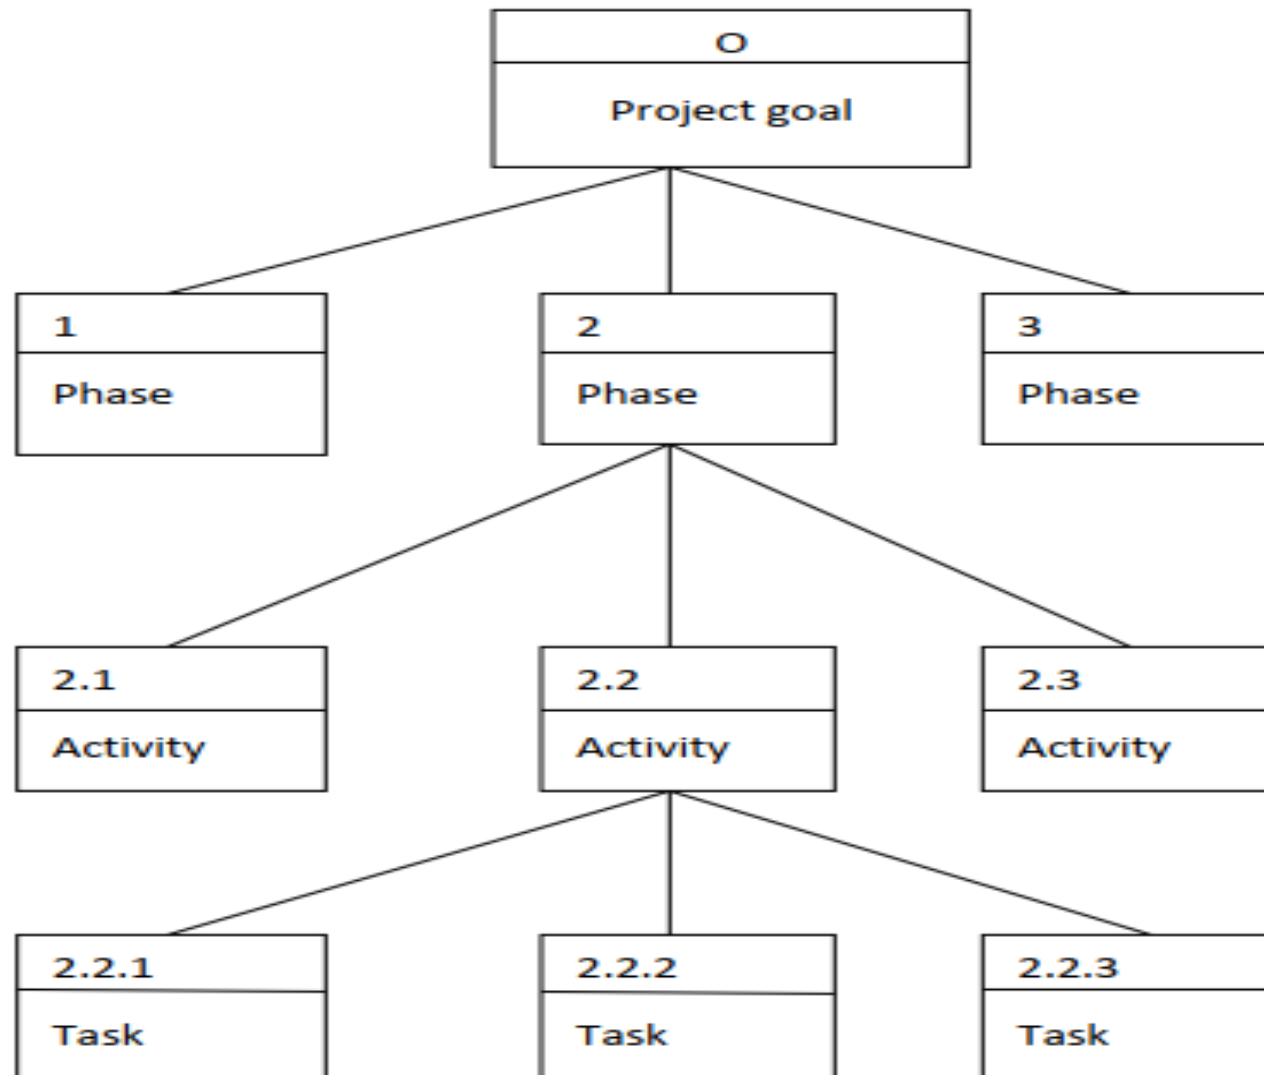 O
Project goal
1
Phase
2
Phase
3
Phase
2.1
Activity
2.2
Activity
2.3
Activity
2.2.1
Task
2.2.2
Task
2.2.3
Task